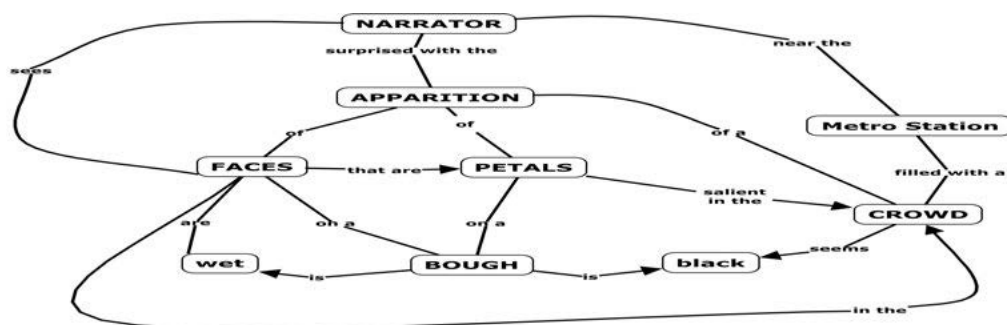 NARRATOR
surprised with the
near the
sees
APPARITION
of
of
of a
Metro Station
FACES
that are
PETALS
filled with a
salient
in the
CROWD
are
on a
on a
seems
wet
is
BOUGH
is
black
in the